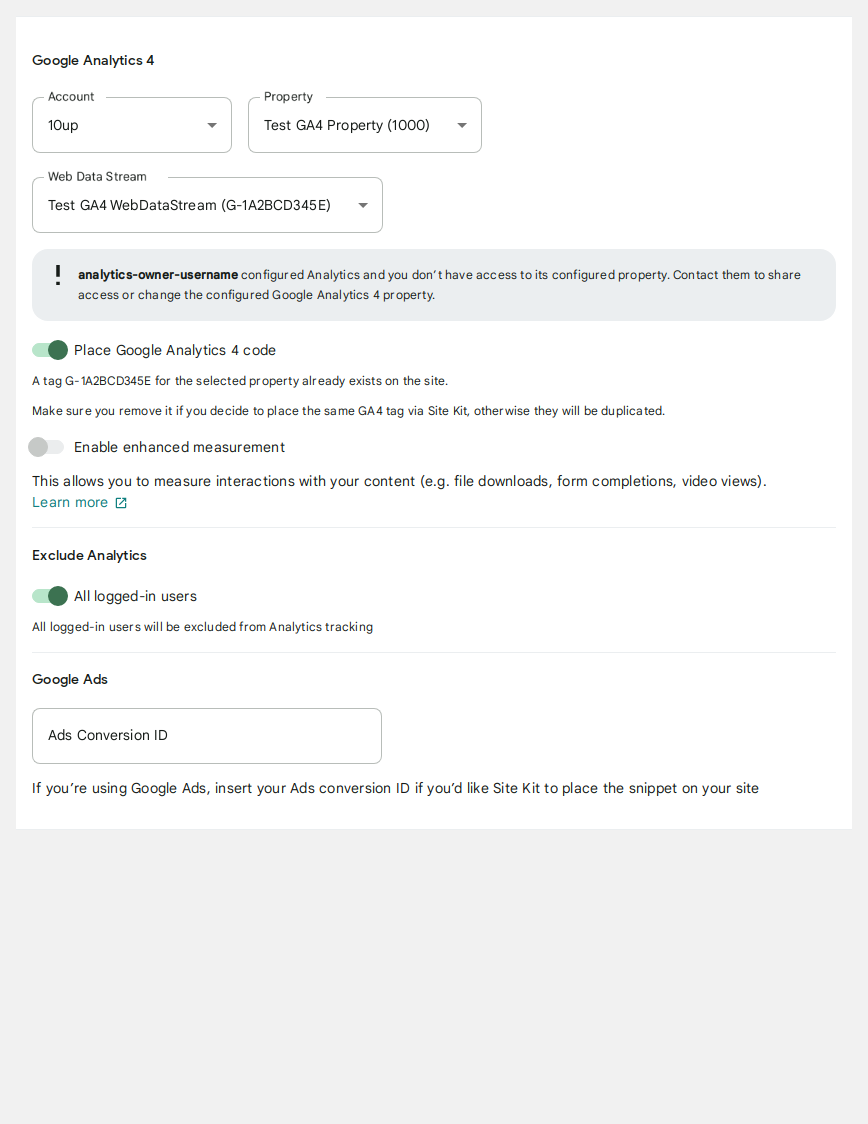 Google Analytics 4
Account
10up
Property
Test GA4 Property (1000)
Web Data Stream
Test GA4 WebDataStream (G-1A2BCD345E)
analytics-owner-username configured Analytics and you don’t have access to its configured property. Contact them to share
access or change the configured Google Analytics 4 property.
Place Google Analytics 4 code
A tag G-1A2BCD345E for the selected property already exists on the site.
Make sure you remove it if you decide to place the same GA4 tag via Site Kit, otherwise they will be duplicated.
Enable enhanced measurement
This allows you to measure interactions with your content (e.g. file downloads, form completions, video views).
Learn more
Exclude Analytics
All logged-in users
All logged-in users will be excluded from Analytics tracking
Google Ads
Ads Conversion ID
If you’re using Google Ads, insert your Ads conversion ID if you’d like Site Kit to place the snippet on your site